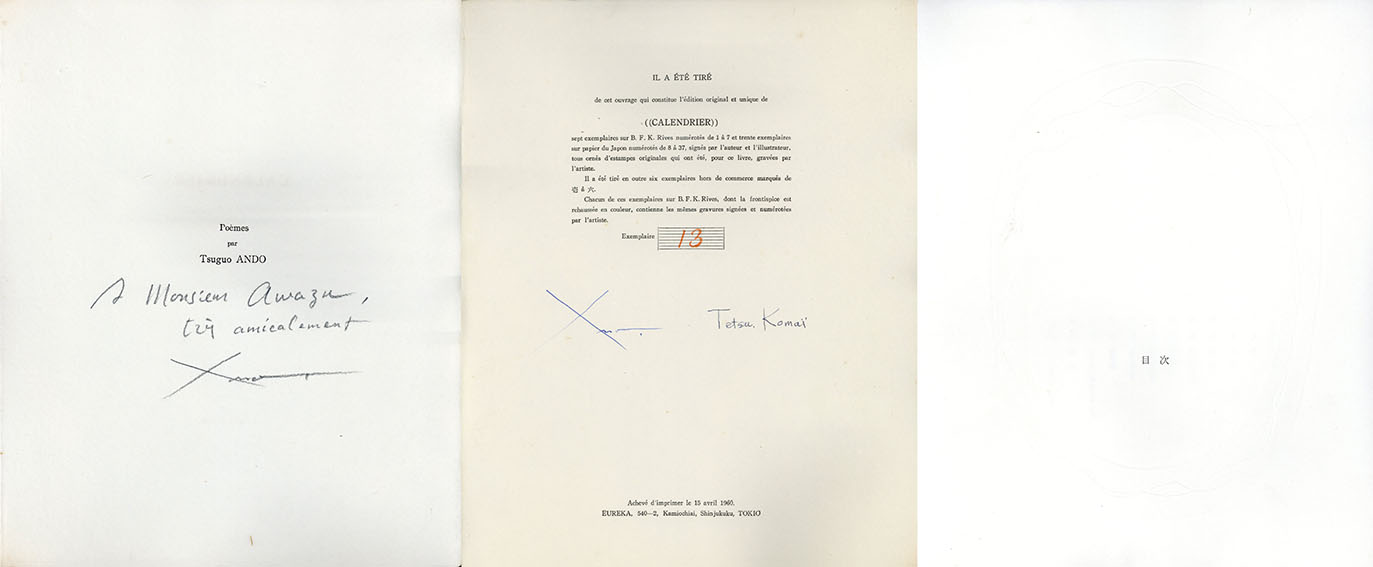 Poèmes
par
Tsuguo ANDO
A Monsieur Awazu,
très amicalement
IL A ÉTÉ TIRÉ
de cet ouvrage qui constitue l'édition original et unique de
((CALENDRIER))
sept exemplaires sur B. F. K. Rives numérotés de 1 à 7 et trente exemplaires
sur papier du Japon numérotés de 8 à 37, signés par l'auteur et l'illustrateur,
tous ornés d'estampes originales qui ont été, pour ce livre, gravées par
l'artiste.
Il a été tiré en outre six exemplaires hors de commerce marqués de
壱 à 六.
Chacun de ces exemplaires sur B. F. K. Rives, dont la frontispice est
rehaussée en couleur, contienne les mêmes gravures signées et numérotées
par l'artiste.
Exemplaire 13
Tetsu. Komaï
Achevé d'imprimer le 15 avril 1960.
EUREKA. 540—2, Kamiochiai, Shinjukuku, TOKIO
目次